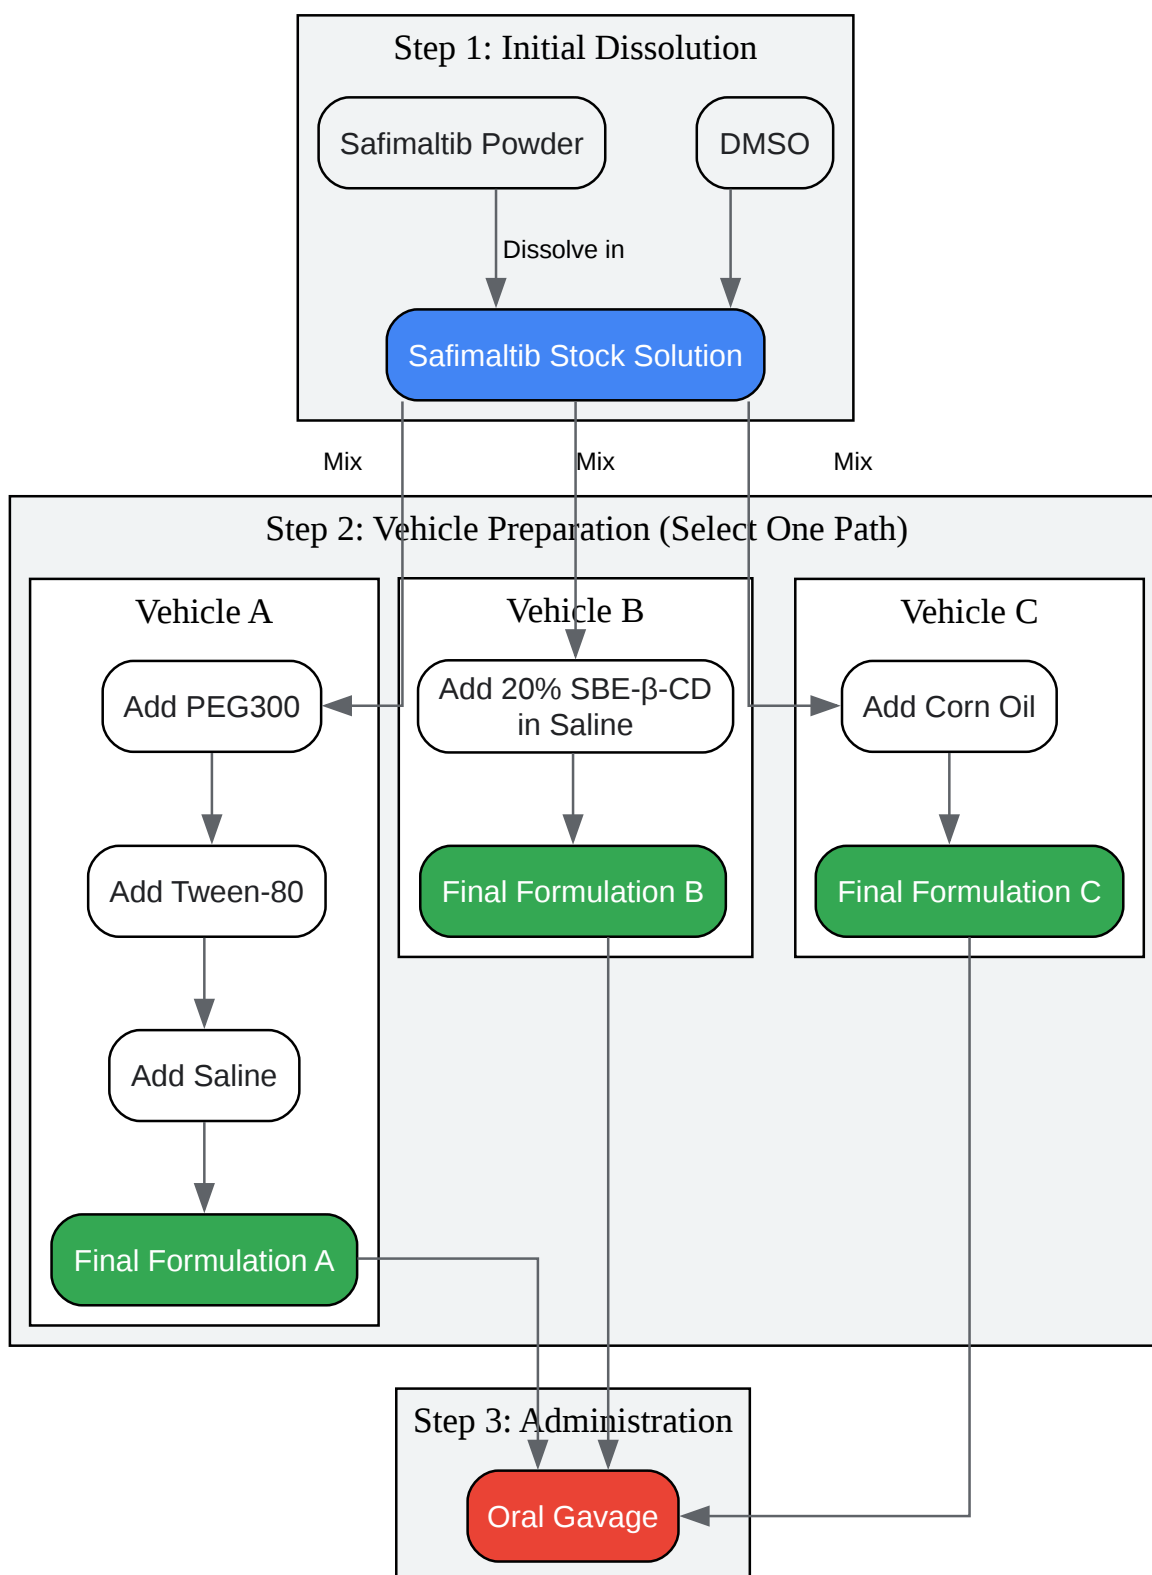 Step 1: Initial Dissolution
Safimaltib Powder
DMSO
Dissolve in
Safimaltib Stock Solution
Mix
Mix
Mix
Step 2: Vehicle Preparation (Select One Path)
Vehicle A
Vehicle B
Vehicle C
Add PEG300
Add 20% SBE-β-CD
in Saline
Add Corn Oil
Add Tween-80
Final Formulation B
Final Formulation C
Add Saline
Final Formulation A
Step 3: Administration
Oral Gavage